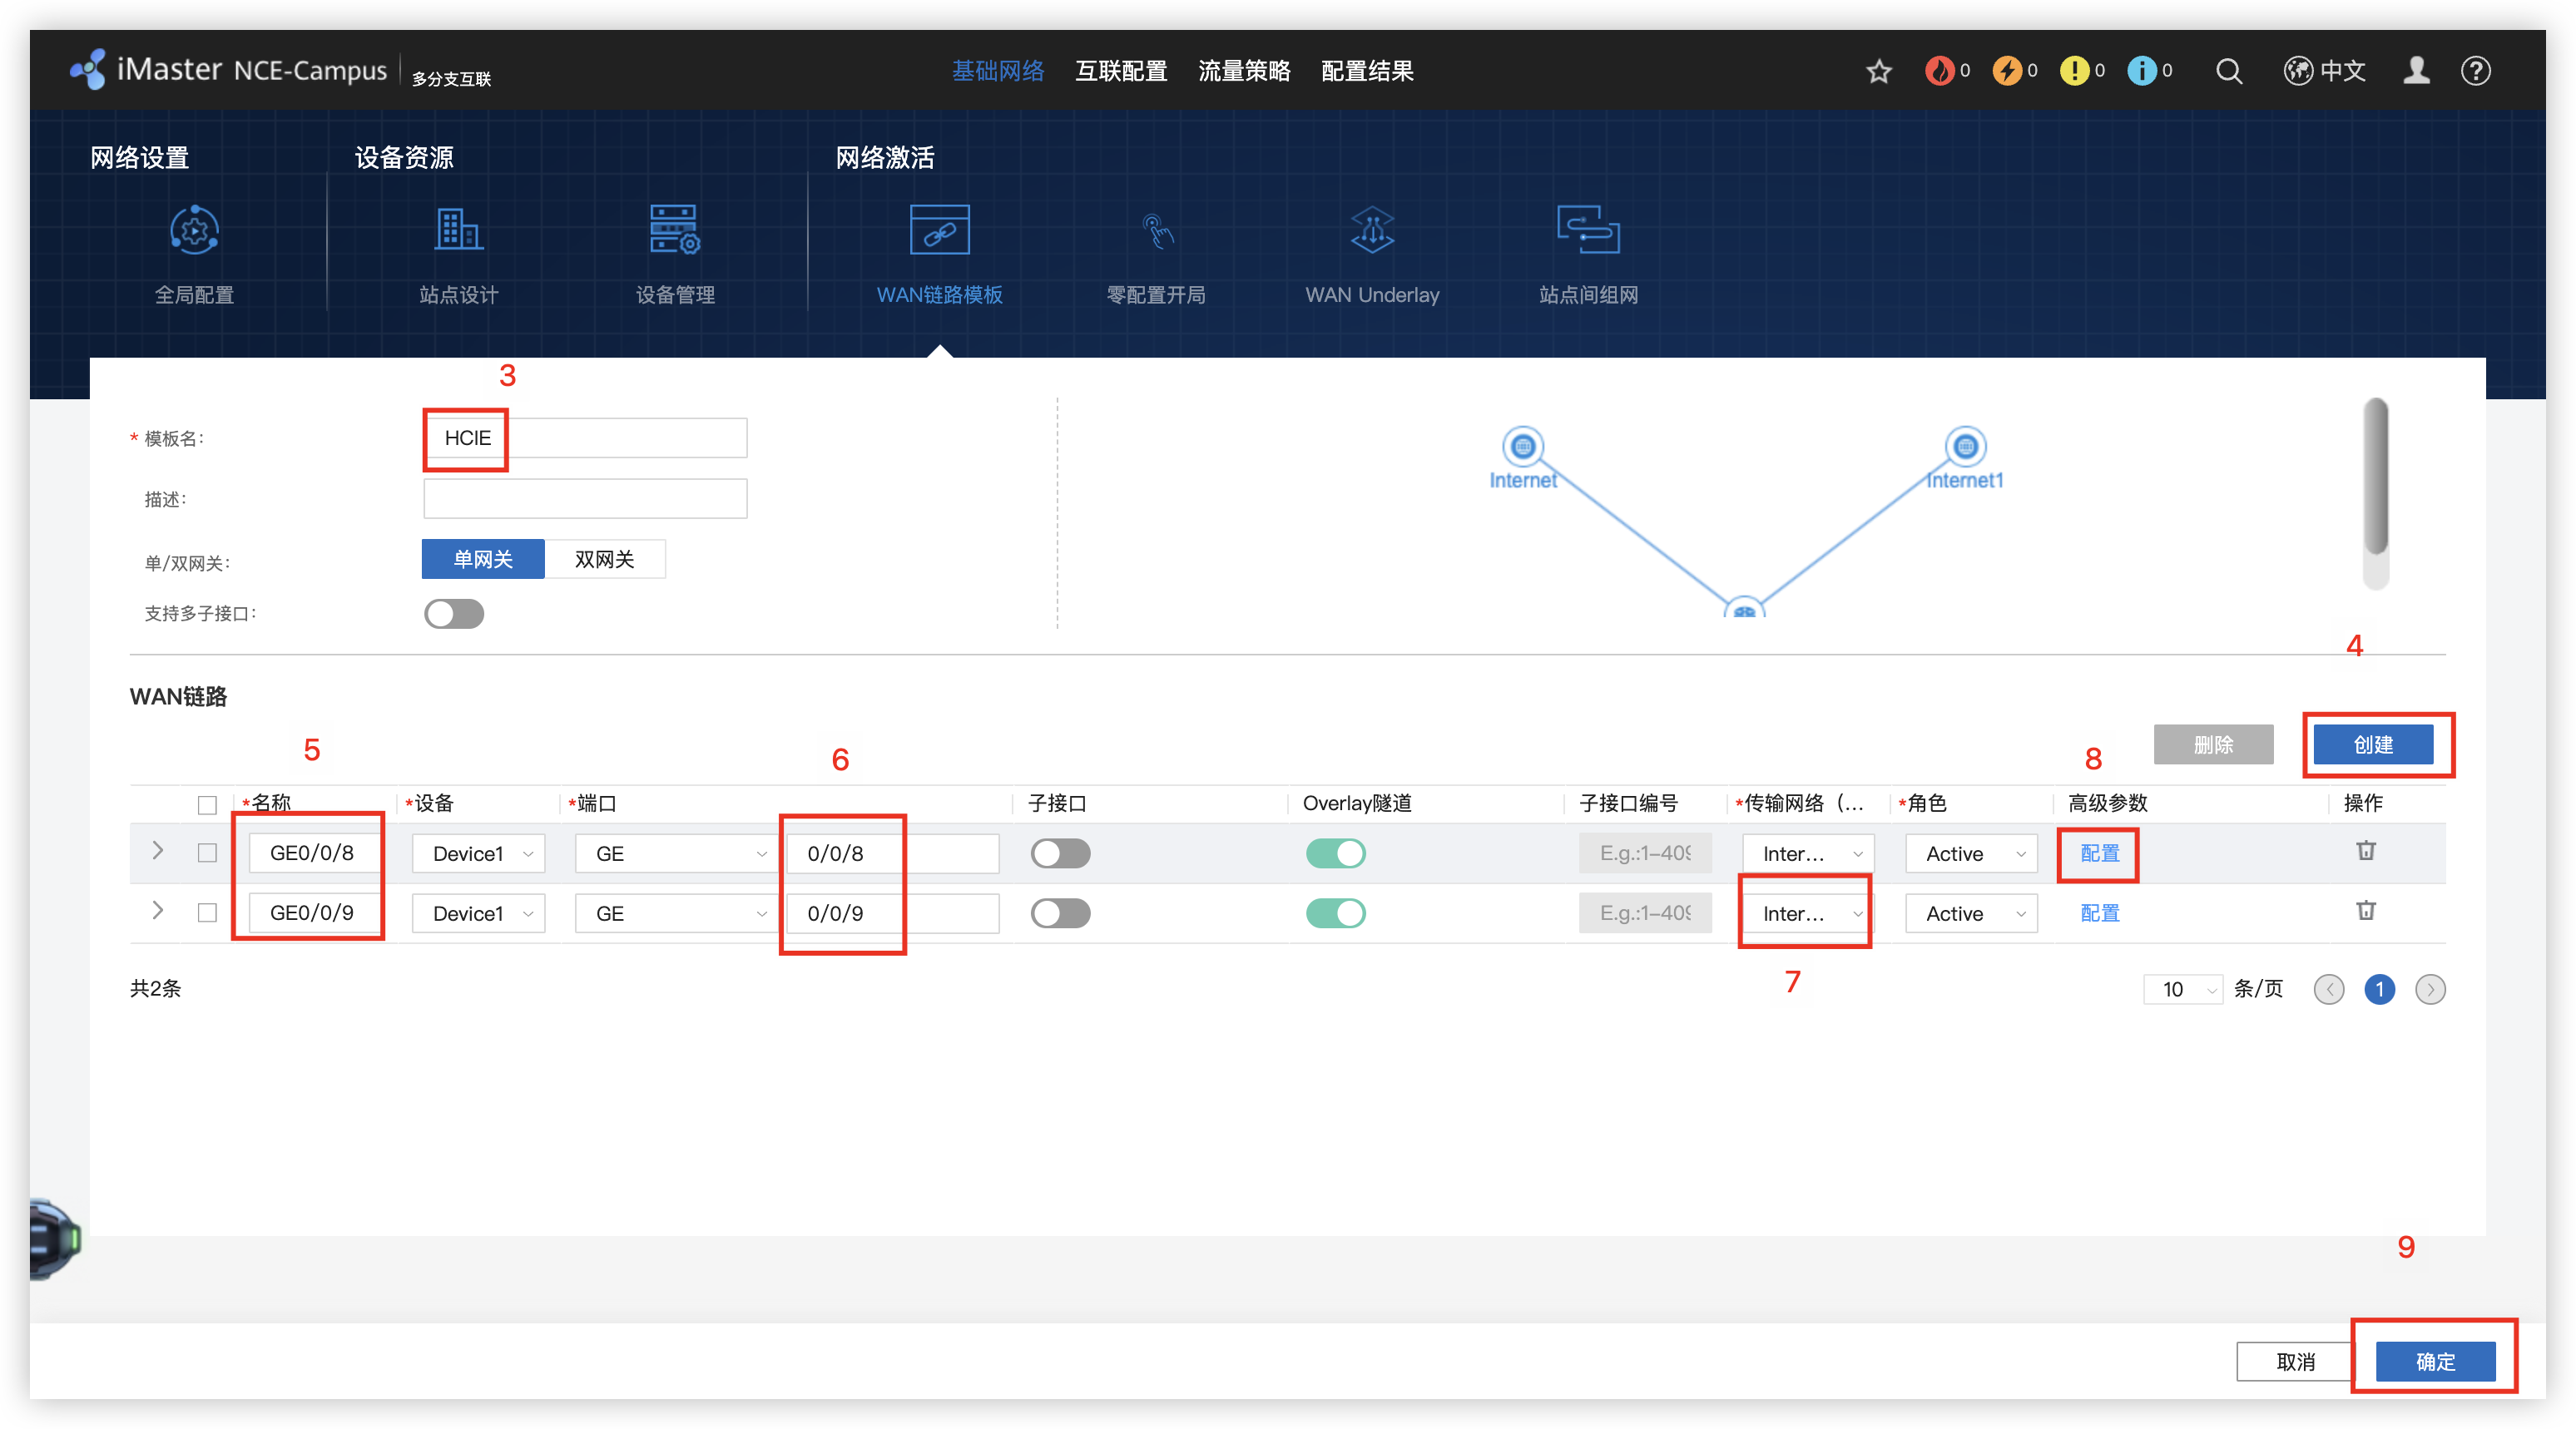 iMaster NCE-Campus 多分支互联 基础网络 互联配置 流量策略 配置结果 0 0 0 0 中文
网络设置 设备资源 网络激活
全局配置 站点设计 设备管理 WAN链路模板 零配置开局 WAN Underlay 站点间组网
3
* 模板名: HCIE
Internet Internet1
描述:
单/双网关: 单网关 双网关
支持多子接口:
4
WAN链路
删除 创建
5 6 8
*名称 *设备 *端口 子接口 Overlay隧道 子接口编号 *传输网络（... *角色 高级参数 操作
GE0/0/8 Device1 GE 0/0/8 E.g.:1-409 Inter... Active 配置
GE0/0/9 Device1 GE 0/0/9 E.g.:1-409 Inter... Active 配置
7
共2条 10 条/页 1
9
取消 确定